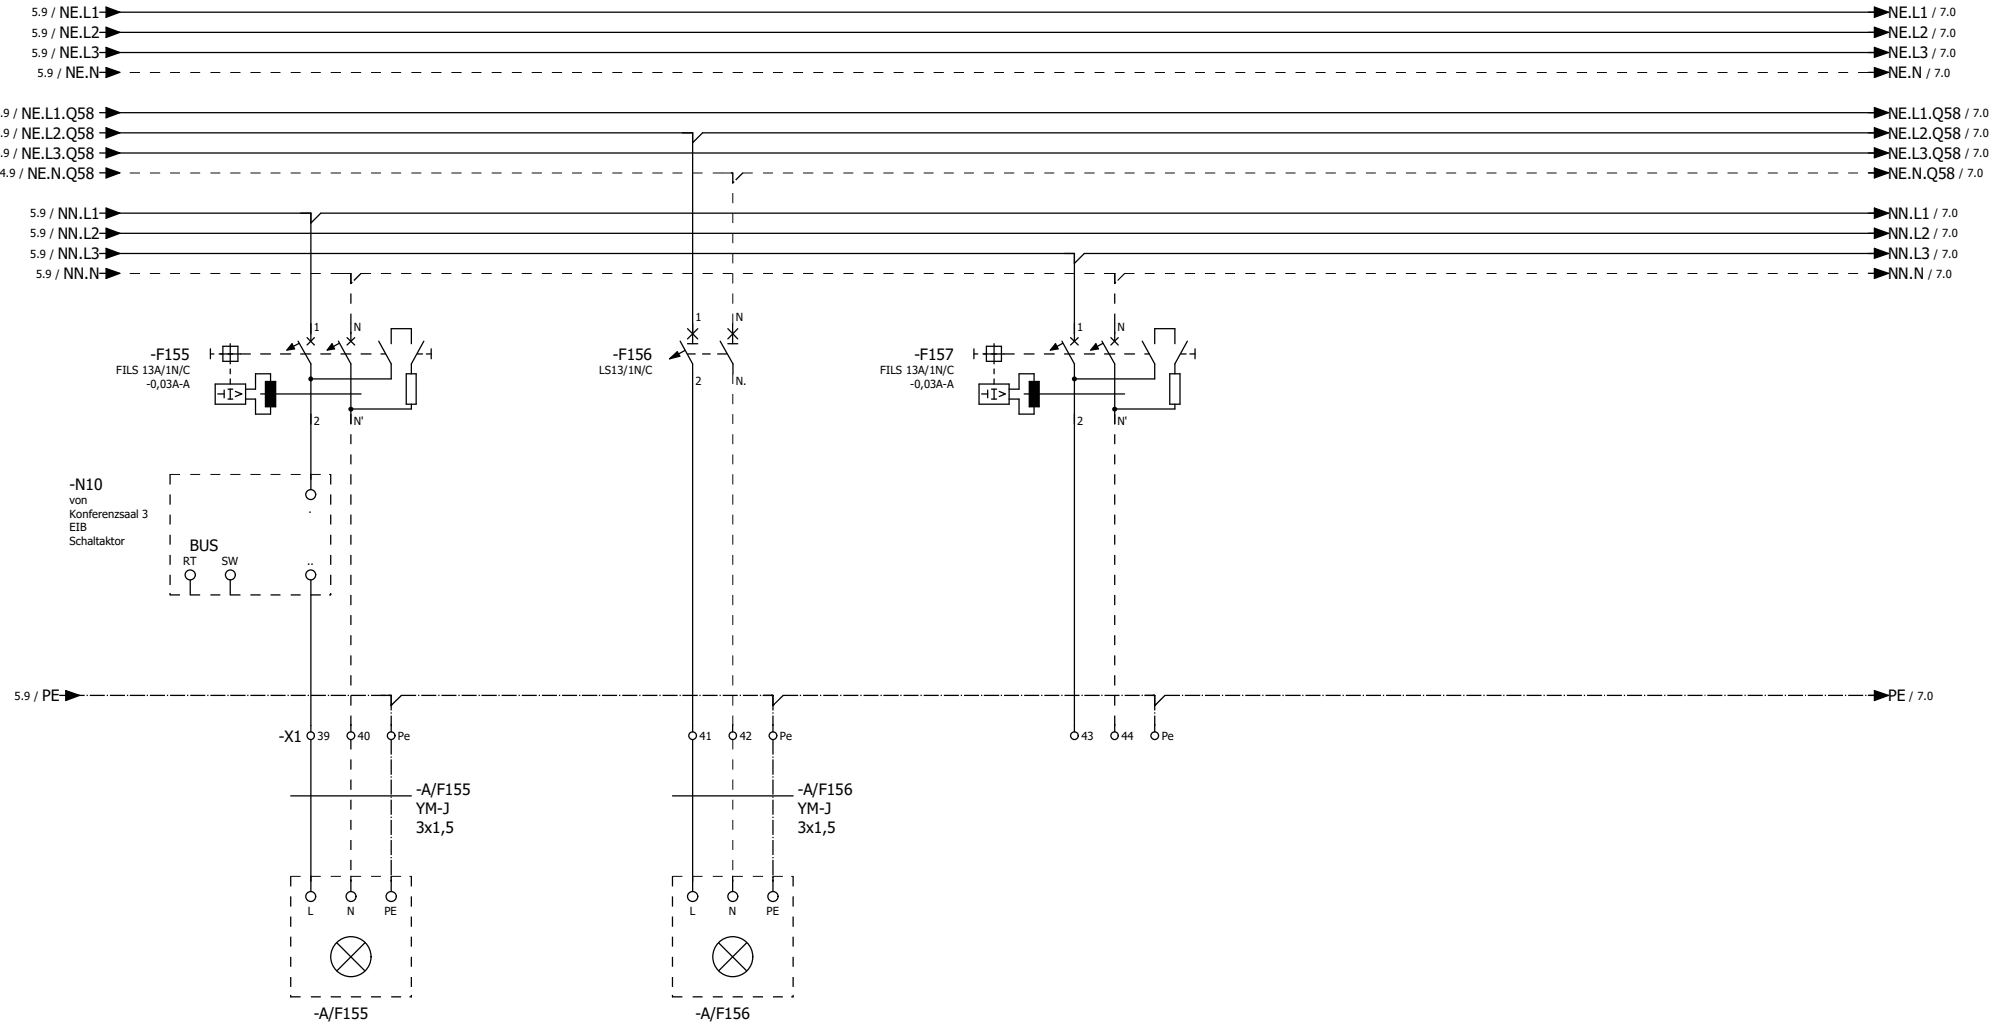 5.9 / NE.L1 NE.L1 / 7.0
5.9 / NE.L2 NE.L2 / 7.0
5.9 / NE.L3 NE.L3 / 7.0
5.9 / NE.N NE.N / 7.0
.9 / NE.L1.Q58 NE.L1.Q58 / 7.0
.9 / NE.L2.Q58 NE.L2.Q58 / 7.0
.9 / NE.L3.Q58 NE.L3.Q58 / 7.0
4.9 / NE.N.Q58 NE.N.Q58 / 7.0
5.9 / NN.L1 NN.L1 / 7.0
5.9 / NN.L2 NN.L2 / 7.0
5.9 / NN.L3 NN.L3 / 7.0
5.9 / NN.N NN.N / 7.0
-F155
FILS 13A/1N/C
-0,03A-A
1 N
I>
2 N'
-F156
LS13/1N/C
1 N
2 N.
-F157
FILS 13A/1N/C
-0,03A-A
1 N
I>
2 N'
-N10
von
Konferenzsaal 3
EIB
Schaltaktor
.
BUS
RT SW ..
5.9 / PE PE / 7.0
-X1 39 40 Pe 41 42 Pe 43 44 Pe
-A/F155
YM-J
3x1,5
-A/F156
YM-J
3x1,5
L N PE
L N PE
-A/F155
-A/F156